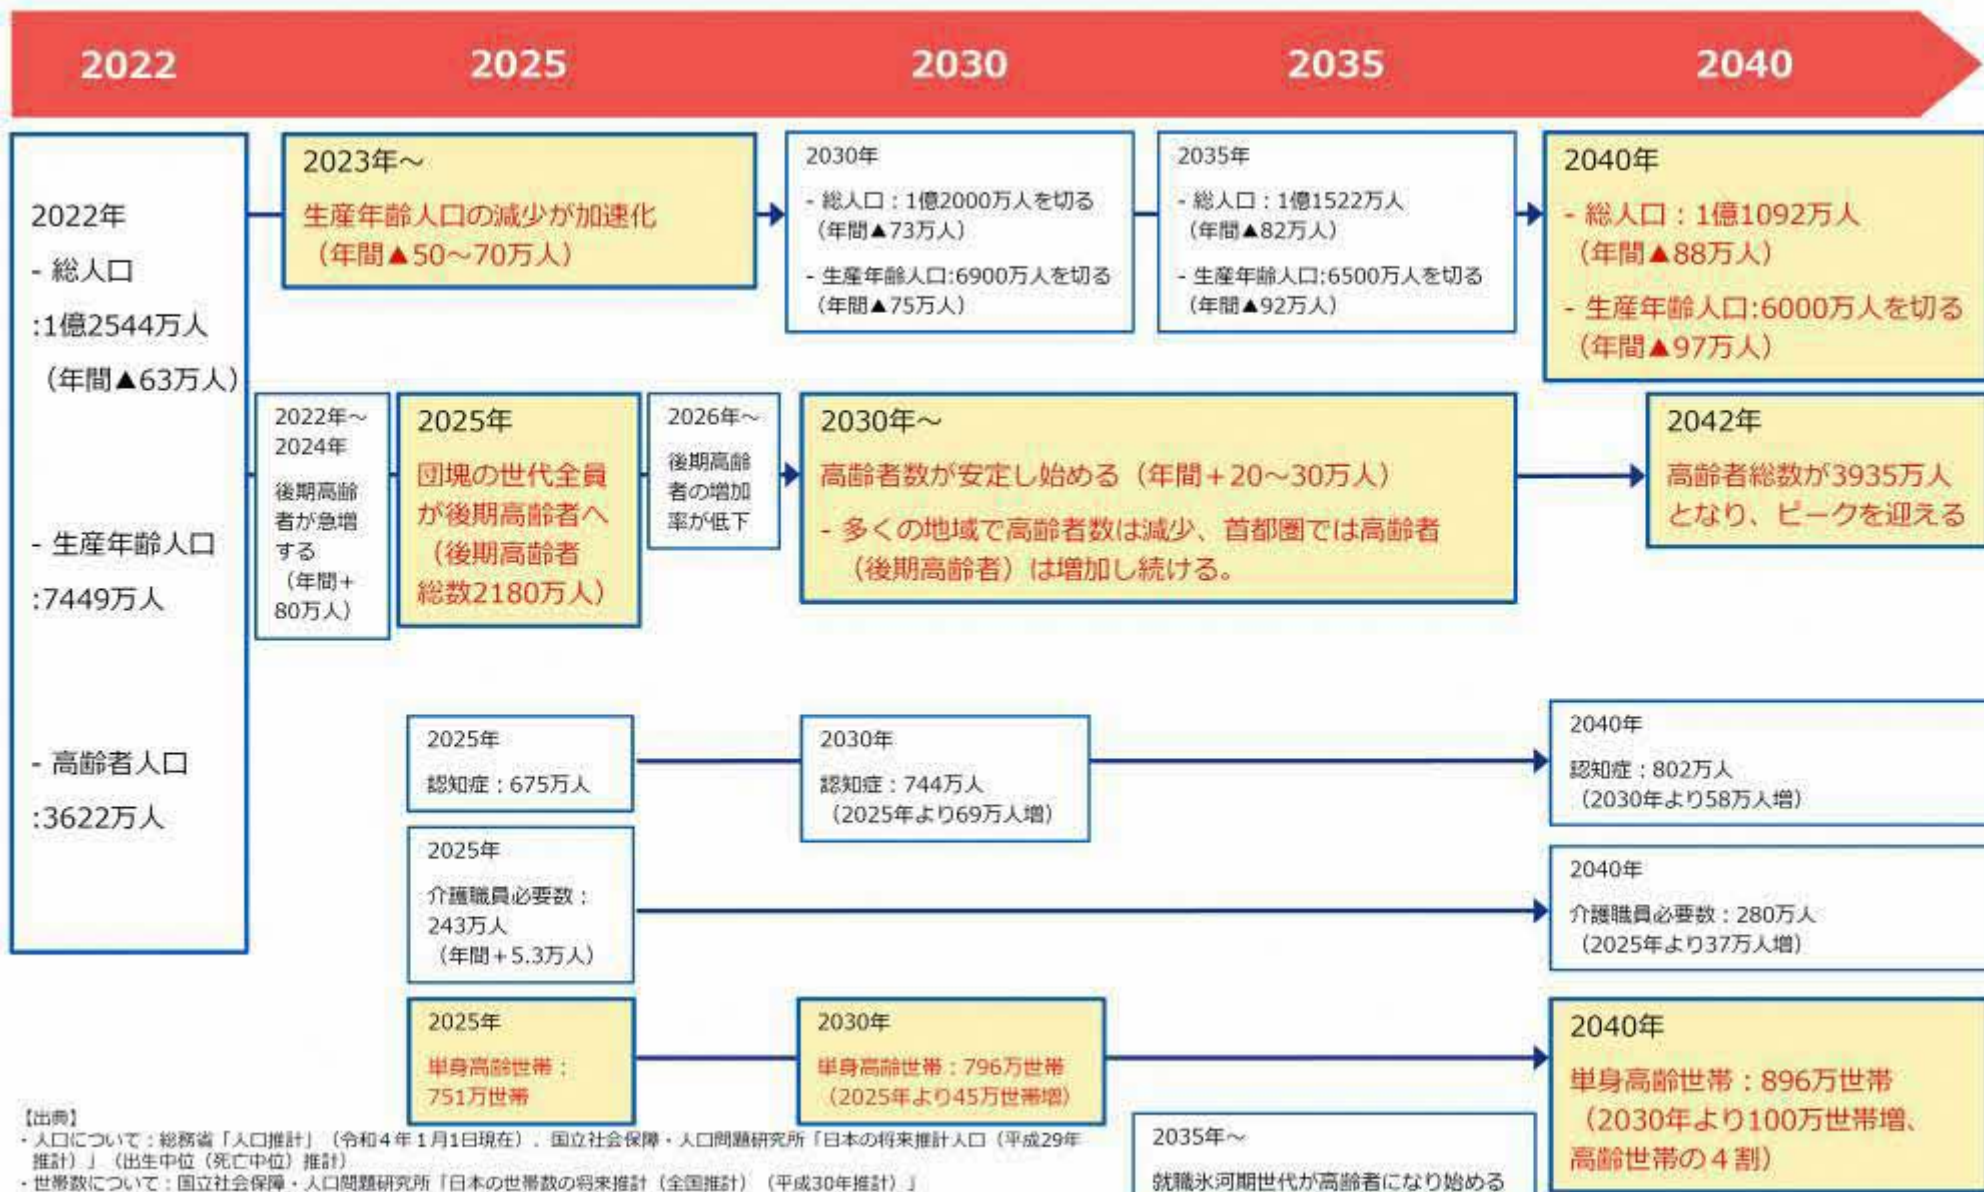 2022
2025
2030
2035
2040
2022年
- 総人口
:1億2544万人
（年間▲63万人）
- 生産年齢人口
:7449万人
- 高齢者人口
:3622万人
2023年～
生産年齢人口の減少が加速化
（年間▲50～70万人）
2030年
- 総人口：1億2000万人を切る
（年間▲73万人）
- 生産年齢人口:6900万人を切る
（年間▲75万人）
2035年
- 総人口：1億1522万人
（年間▲82万人）
- 生産年齢人口:6500万人を切る
（年間▲92万人）
2040年
- 総人口：1億1092万人
（年間▲88万人）
- 生産年齢人口:6000万人を切る
（年間▲97万人）
2022年～
2024年
後期高齢
者が急増
する
（年間＋
80万人）
2025年
団塊の世代全員
が後期高齢者へ
（後期高齢者
総数2180万人）
2026年～
後期高齢
者の増加
率が低下
2030年～
高齢者数が安定し始める（年間＋20～30万人）
- 多くの地域で高齢者数は減少、首都圏では高齢者
（後期高齢者）は増加し続ける。
2042年
高齢者総数が3935万人
となり、ピークを迎える
2025年
認知症：675万人
2030年
認知症：744万人
（2025年より69万人増）
2040年
認知症：802万人
（2030年より58万人増）
2025年
介護職員必要数：
243万人
（年間＋5.3万人）
2040年
介護職員必要数：280万人
（2025年より37万人増）
2025年
単身高齢世帯：
751万世帯
2030年
単身高齢世帯：796万世帯
（2025年より45万世帯増）
2040年
単身高齢世帯：896万世帯
（2030年より100万世帯増、
高齢世帯の４割）
2035年～
就職氷河期世代が高齢者になり始める
【出典】
・人口について：総務省「人口推計」（令和４年１月1日現在）、国立社会保障・人口問題研究所「日本の将来推計人口（平成29年
推計）」（出生中位（死亡中位）推計）
・世帯数について：国立社会保障・人口問題研究所「日本の世帯数の将来推計（全国推計）（平成30年推計）」